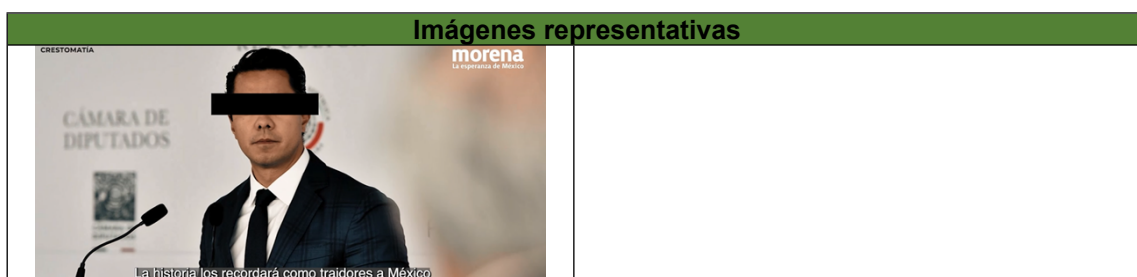 Imágenes representativas
CRESTOMATÍA
morena
La esperanza de México
CÁMARA DE
DIPUTADOS
La historia los recordará como traidores a México